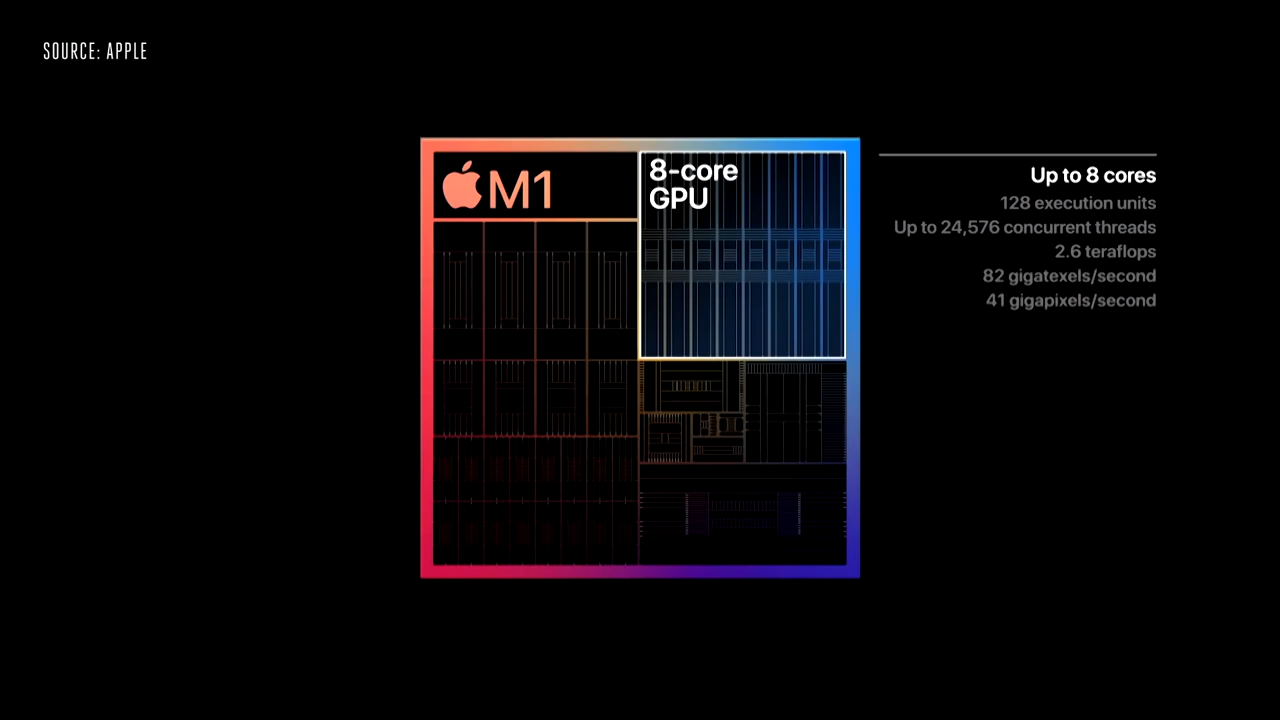 SOURCE: APPLE
M1
8-core
GPU
Up to 8 cores
128 execution units
Up to 24,576 concurrent threads
2.6 teraflops
82 gigatexels/second
41 gigapixels/second